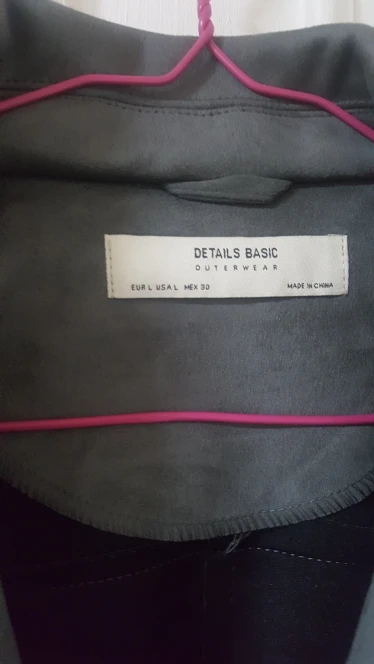 DETAILS BASIC
OUTERWEAR
EUR L USA L MEX 30 MADE IN CHINA